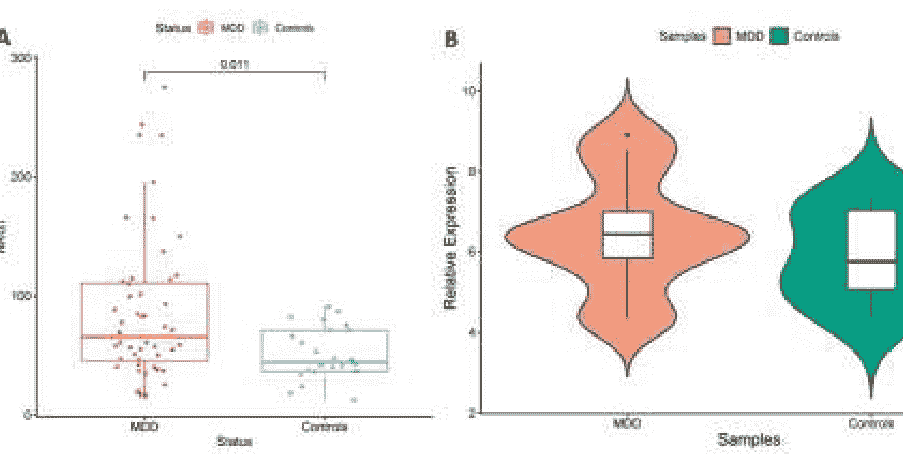 A
Status MDD Controls
300
0.011
200
100
0
MDD Controls
Status
B
Samples MDD Controls
10
8
6
4
2
Relative Expression
MDD Controls
Samples